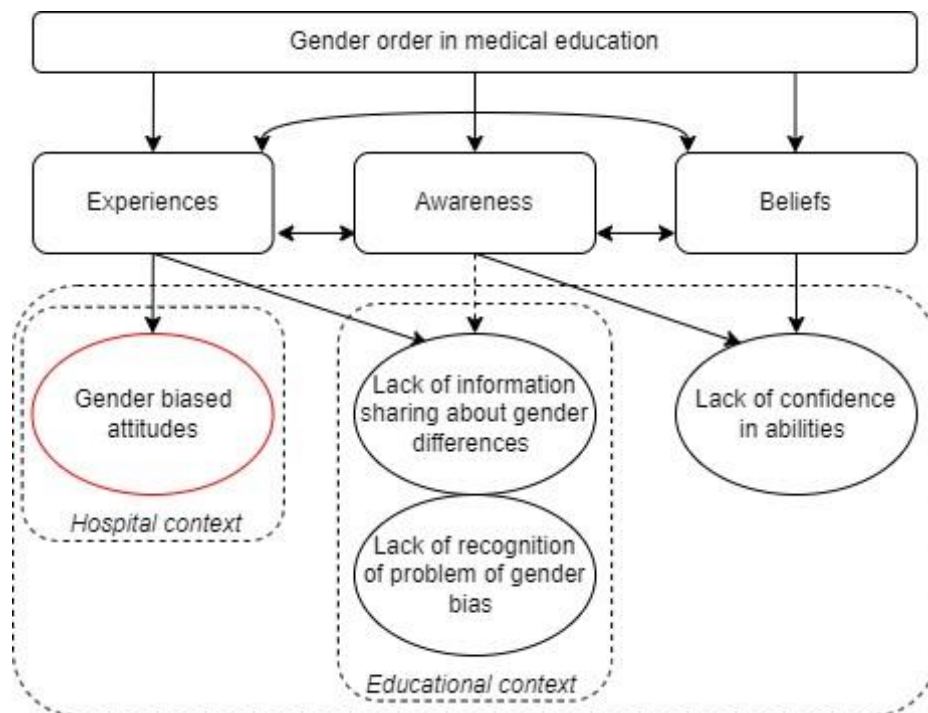 Gender order in medical education
Experiences
Awareness
Beliefs
Gender biased
attitudes
Lack of information
sharing about gender
differences
Lack of confidence
in abilities
Hospital context
Lack of recognition
of problem of gender
bias
Educational context